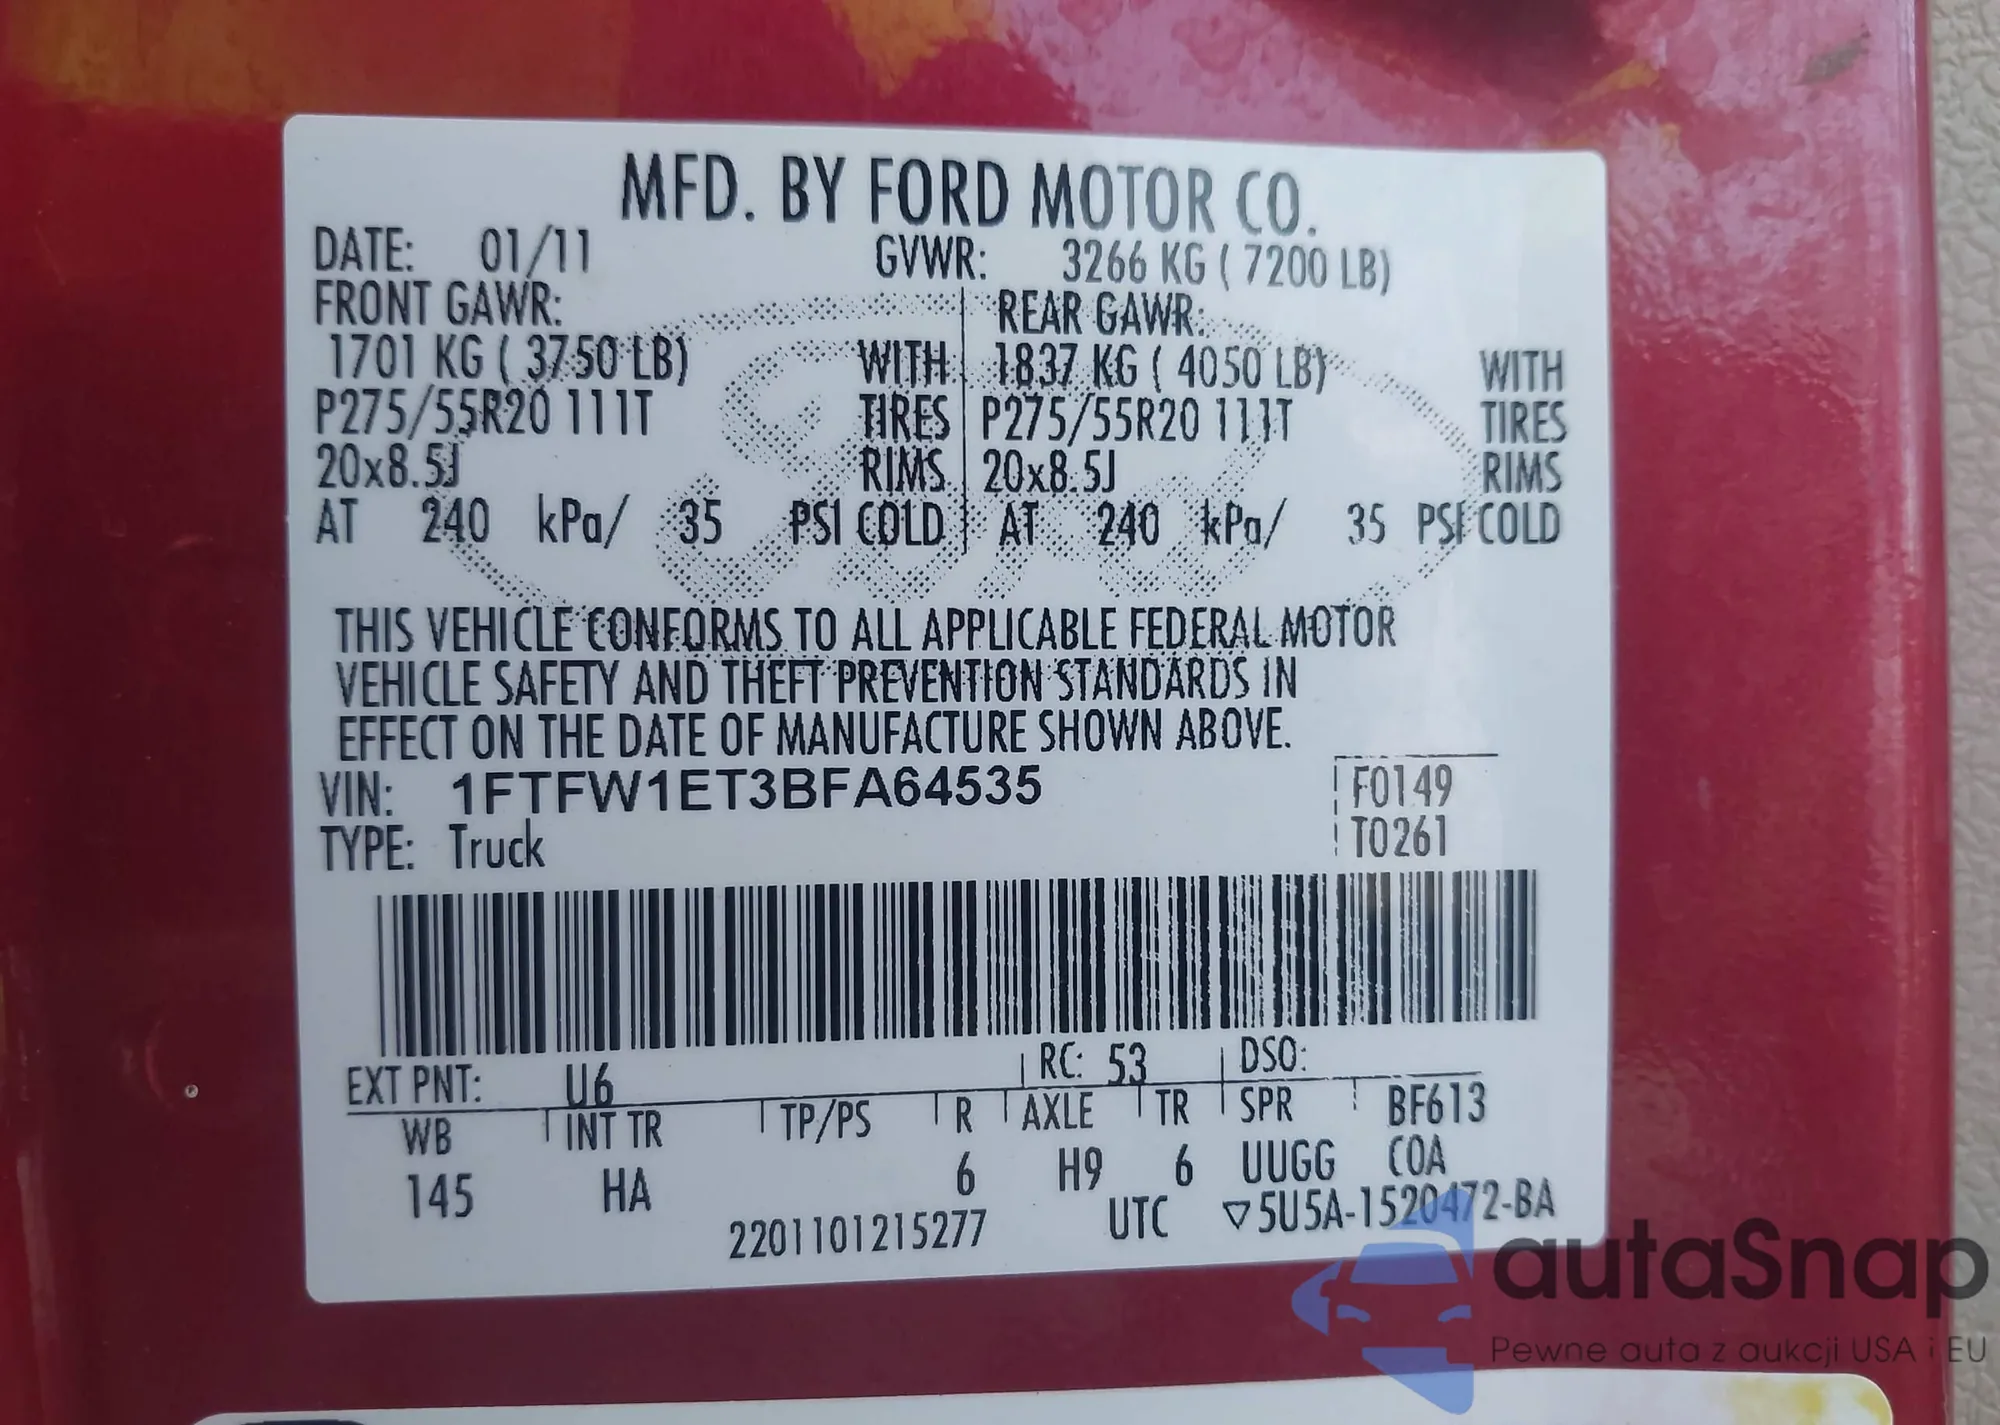 MFD. BY FORD MOTOR CO.
DATE: 01/11 GVWR: 3266 KG ( 7200 LB)
FRONT GAWR: REAR GAWR:
1701 KG ( 3750 LB) WITH 1837 KG ( 4050 LB) WITH
P275/55R20 111T TIRES P275/55R20 111T TIRES
20x8.5J RIMS 20x8.5J RIMS
AT 240 kPa/ 35 PSI COLD AT 240 kPa/ 35 PSI COLD
THIS VEHICLE CONFORMS TO ALL APPLICABLE FEDERAL MOTOR
VEHICLE SAFETY AND THEFT PREVENTION STANDARDS IN
EFFECT ON THE DATE OF MANUFACTURE SHOWN ABOVE.
VIN: 1FTFW1ET3BFA64535 F0149
TYPE: Truck T0261
EXT PNT: U6 RC: 53 DSO:
WB INT TR TP/PS R AXLE TR SPR BF613
145 HA 6 H9 6 UUGG COA
2201101215277 UTC ▽5U5A-1520472-BA
autaSnap
Pewne auta z aukcji USA i EU